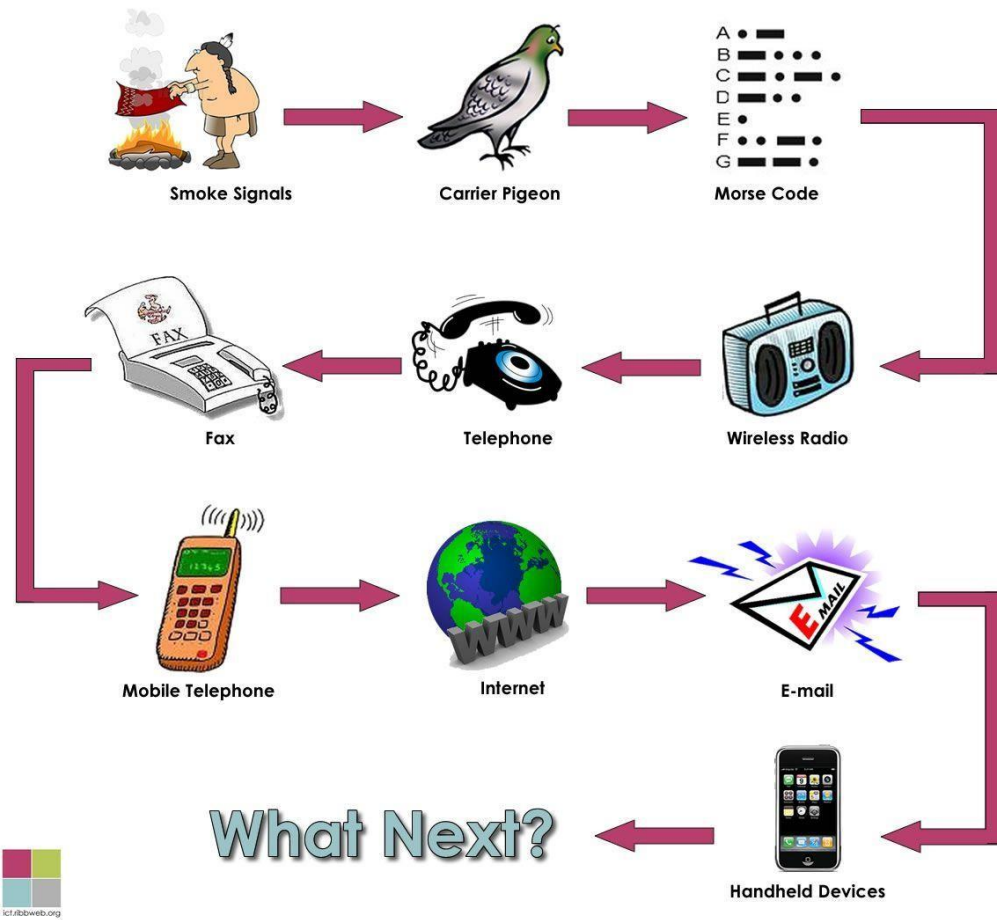 A
B
C
D
E
F
G
Smoke Signals
Carrier Pigeon
Morse Code
FAX
Fax
Telephone
Wireless Radio
12345
Mobile Telephone
WWW
Internet
E MAIL
E-mail
What Next?
Handheld Devices
ict.ribbweb.org